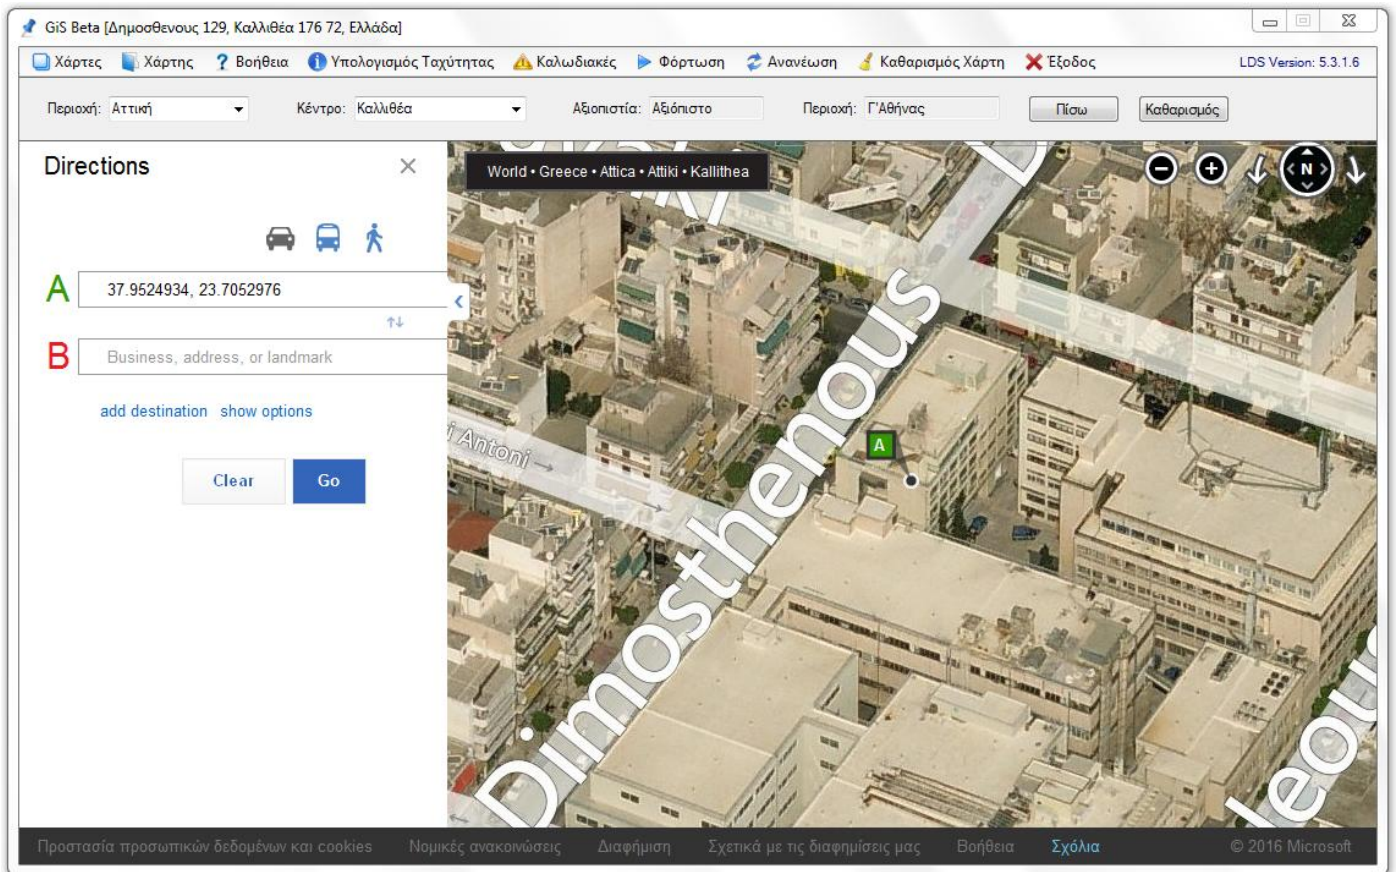 GiS Beta [Δημοσθενους 129, Καλλιθέα 176 72, Ελλάδα]
Χάρτες Χάρτης Βοήθεια Υπολογισμός Ταχύτητας Καλωδιακές Φόρτωση Ανανέωση Καθαρισμός Χάρτη Έξοδος LDS Version: 5.3.1.6
Περιοχή: Αττική Κέντρο: Καλλιθέα Αξιοπιστία: Αξιόπιστο Περιοχή: Γ'Αθήνας Πίσω Καθαρισμός
Directions
World • Greece • Attica • Attiki • Kallithea
N
A 37.9524934, 23.7052976
B Business, address, or landmark
add destination show options
Clear Go
i Antoni
A
Dimosthenous
leous
Προστασία προσωπικών δεδομένων και cookies Νομικές ανακοινώσεις Διαφήμιση Σχετικά με τις διαφημίσεις μας Βοήθεια Σχόλια © 2016 Microsoft